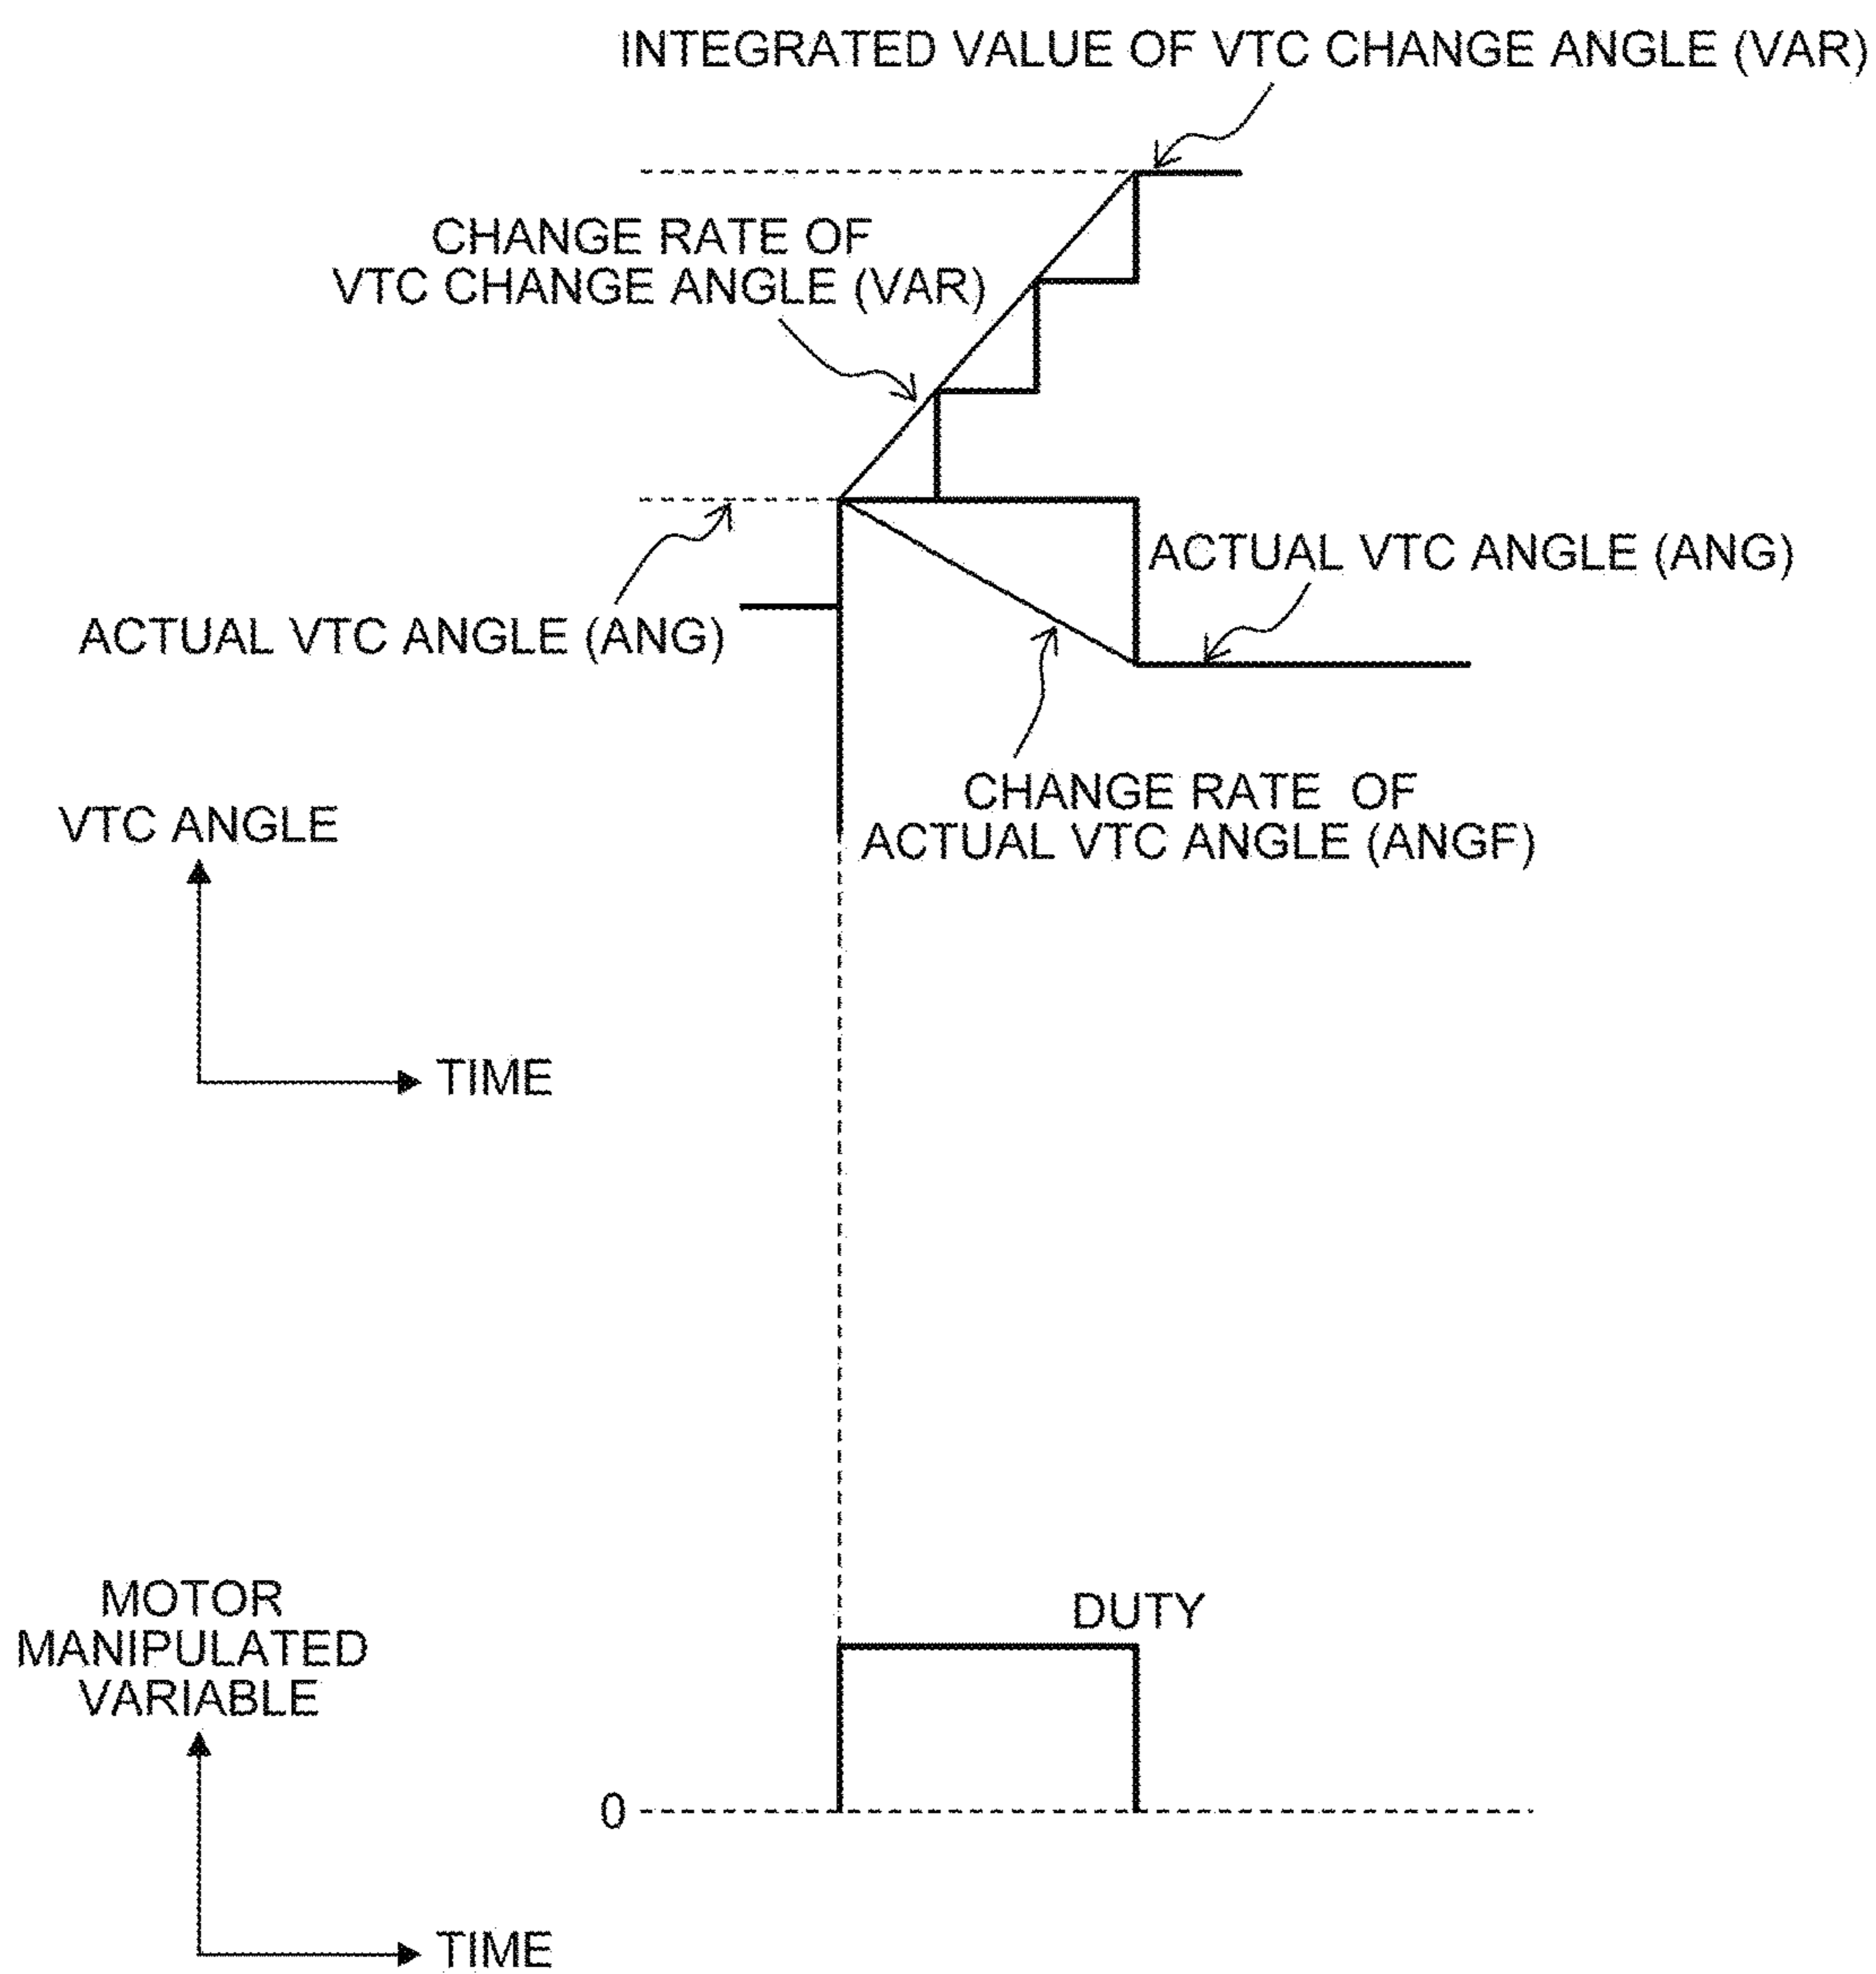 INTEGRATED VALUE OF VTC CHANGE ANGLE (VAR)
CHANGE RATE OF
VTC CHANGE ANGLE (VAR)
ACTUAL VTC ANGLE (ANG)
ACTUAL VTC ANGLE (ANG)
CHANGE RATE OF
ACTUAL VTC ANGLE (ANGF)
VTC ANGLE
TIME
MOTOR
MANIPULATED
VARIABLE
DUTY
0
TIME